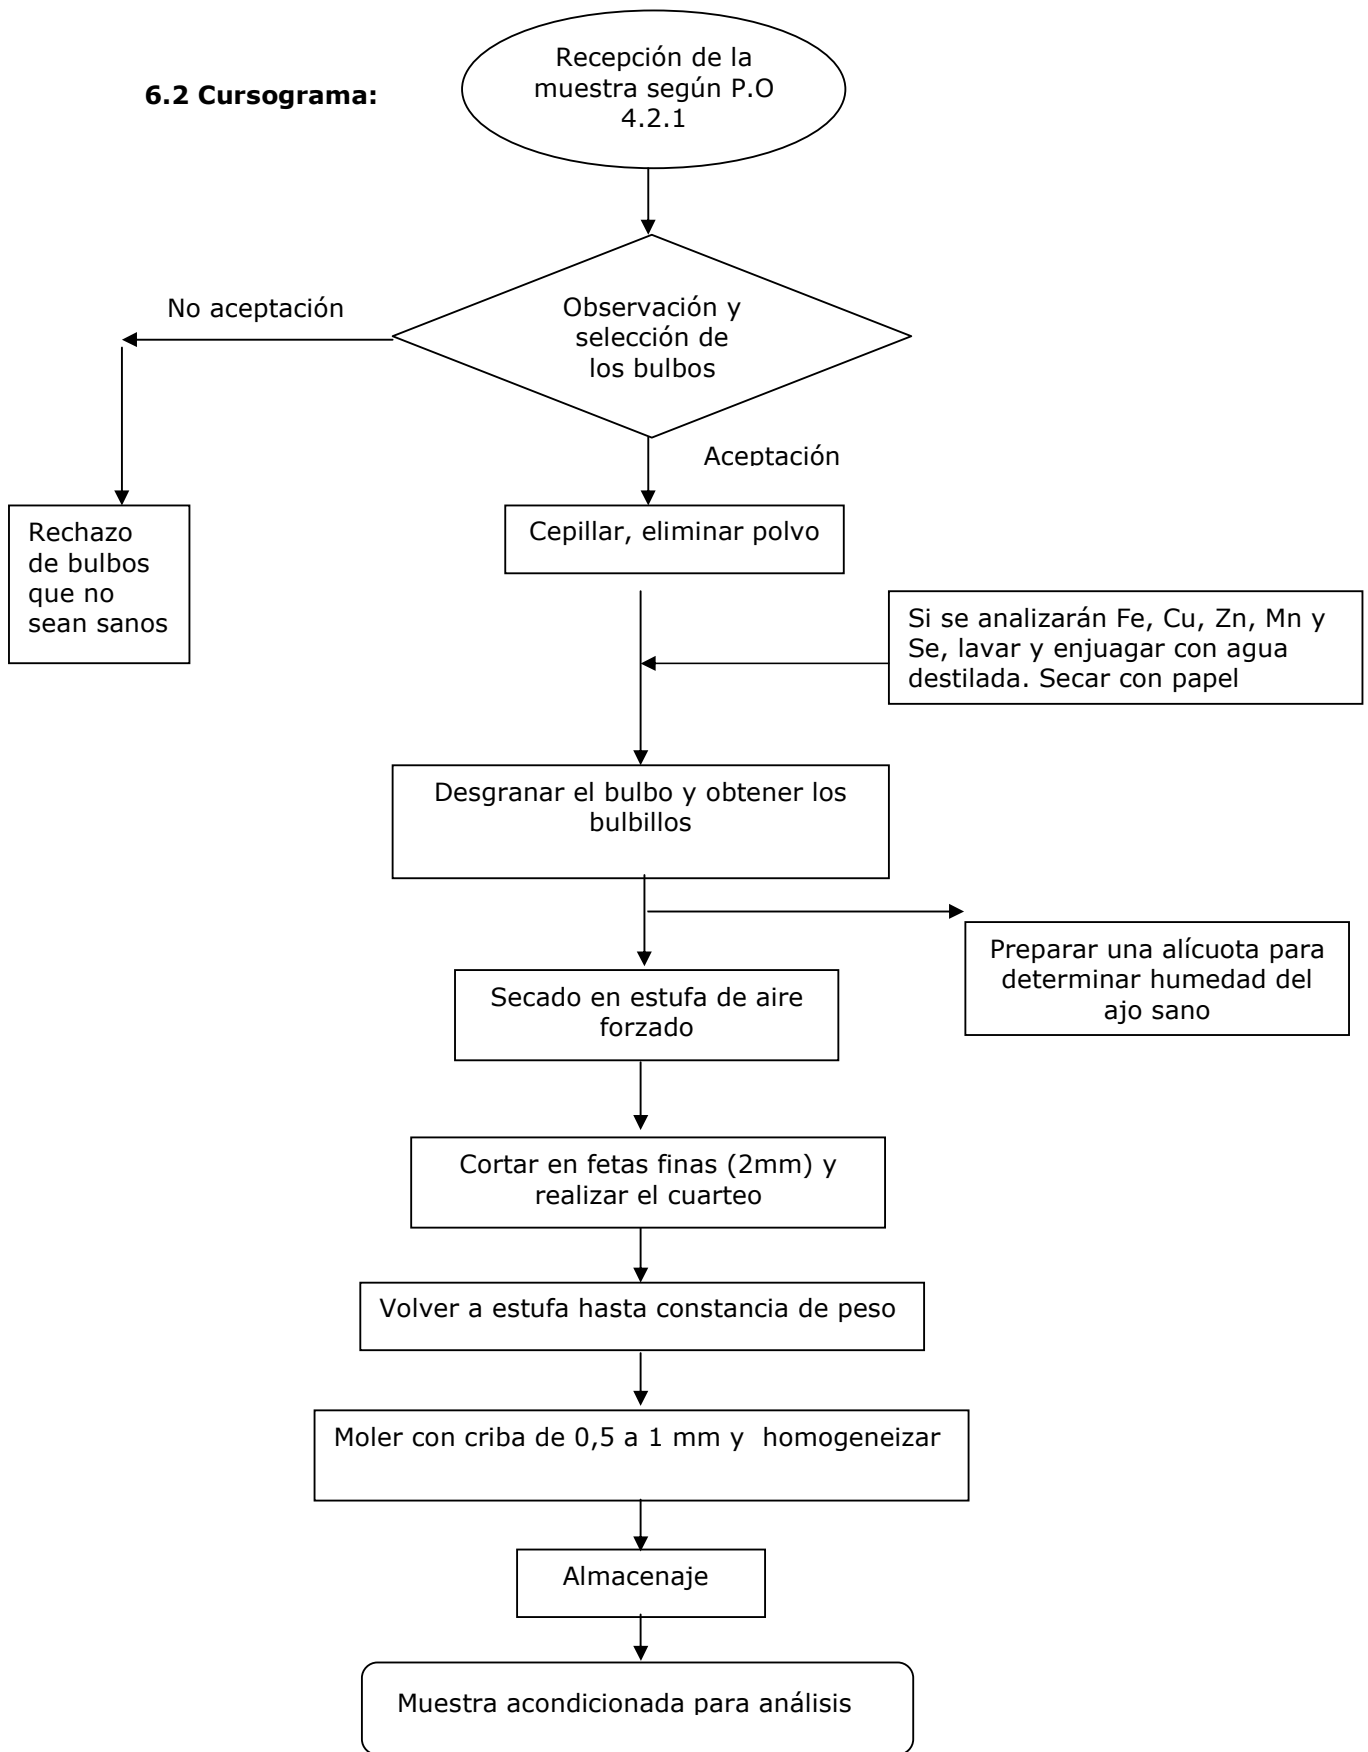 6.2 Cursograma:
Recepción de la
muestra según P.O
4.2.1
No aceptación
Observación y
selección de
los bulbos
Aceptación
Rechazo
de bulbos
que no
sean sanos
Cepillar, eliminar polvo
Si se analizarán Fe, Cu, Zn, Mn y
Se, lavar y enjuagar con agua
destilada. Secar con papel
Desgranar el bulbo y obtener los
bulbillos
Preparar una alícuota para
determinar humedad del
ajo sano
Secado en estufa de aire
forzado
Cortar en fetas finas (2mm) y
realizar el cuarteo
Volver a estufa hasta constancia de peso
Moler con criba de 0,5 a 1 mm y  homogeneizar
Almacenaje
Muestra acondicionada para análisis